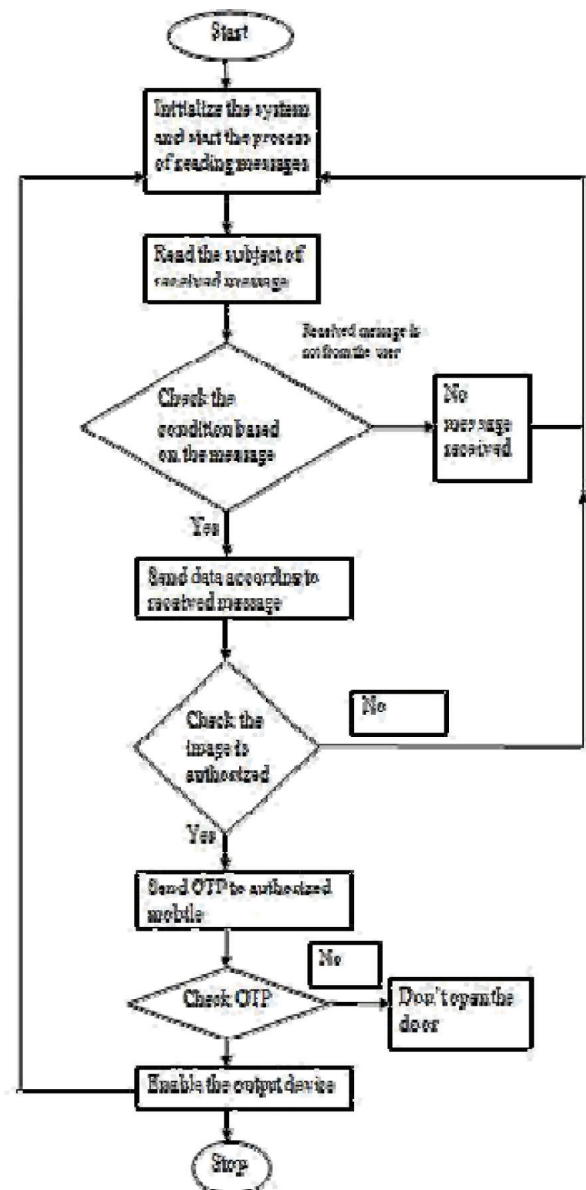 Start
Initialize the system
and start the process
of reading messages
Read the subject of
received message
Received message is
not from the user
Check the
condition based
on the message
No
message
received
Yes
Send data according to
received message
No
Check the
image is
authorized
Yes
Send OTP to authorized
mobile
No
Check OTP
Don't open the
door
Enable the output device
Stop